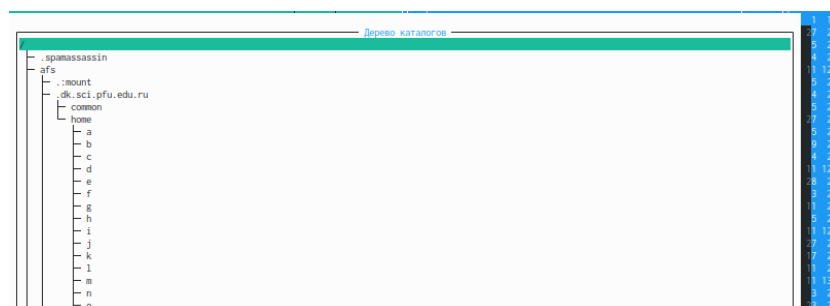 Дерево каталогов
/
.spamassassin
afs
.:mount
.dk.sci.pfu.edu.ru
common
home
a
b
c
d
e
f
g
h
i
j
k
l
m
n